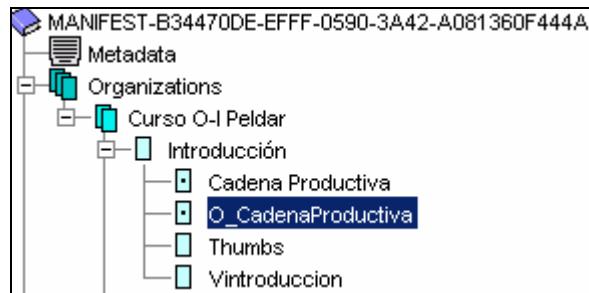 MANIFEST-B34470DE-EFFF-0590-3A42-A081360F444A
Metadata
Organizations
Curso O-I Peldar
Introducción
Cadena Productiva
O_CadenaProductiva
Thumbs
Vintroduccion